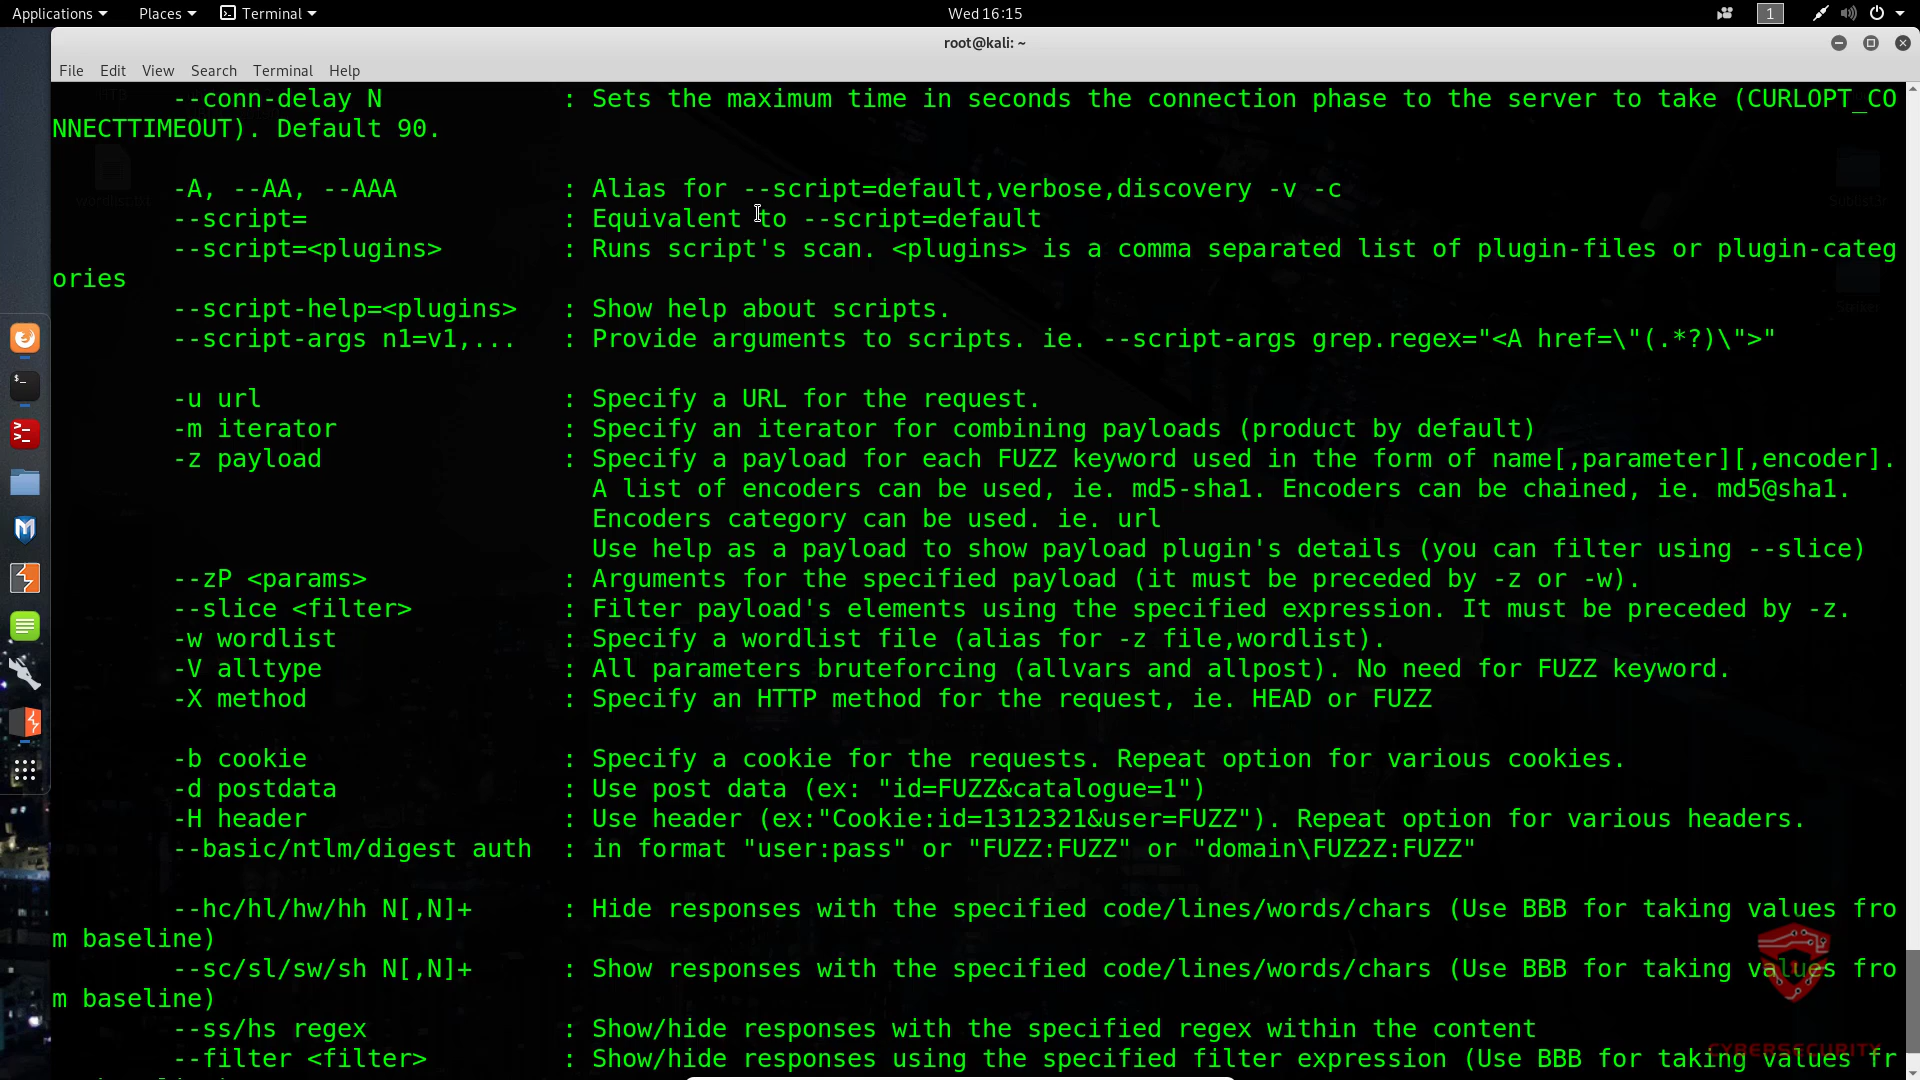 Applications Places Terminal Wed 16:15 1
root@kali: ~
File Edit View Search Terminal Help
--conn-delay N : Sets the maximum time in seconds the connection phase to the server to take (CURLOPT_CO
NNECTTIMEOUT). Default 90.
-A, --AA, --AAA : Alias for --script=default,verbose,discovery -v -c
--script= : Equivalent to --script=default
--script=<plugins> : Runs script's scan. <plugins> is a comma separated list of plugin-files or plugin-categ
ories
--script-help=<plugins> : Show help about scripts.
--script-args n1=v1,... : Provide arguments to scripts. ie. --script-args grep.regex="<A href=\"(.*?)\">"
-u url : Specify a URL for the request.
-m iterator : Specify an iterator for combining payloads (product by default)
-z payload : Specify a payload for each FUZZ keyword used in the form of name[,parameter][,encoder].
A list of encoders can be used, ie. md5-sha1. Encoders can be chained, ie. md5@sha1.
Encoders category can be used. ie. url
Use help as a payload to show payload plugin's details (you can filter using --slice)
--zP <params> : Arguments for the specified payload (it must be preceded by -z or -w).
--slice <filter> : Filter payload's elements using the specified expression. It must be preceded by -z.
-w wordlist : Specify a wordlist file (alias for -z file,wordlist).
-V alltype : All parameters bruteforcing (allvars and allpost). No need for FUZZ keyword.
-X method : Specify an HTTP method for the request, ie. HEAD or FUZZ
-b cookie : Specify a cookie for the requests. Repeat option for various cookies.
-d postdata : Use post data (ex: "id=FUZZ&catalogue=1")
-H header : Use header (ex:"Cookie:id=1312321&user=FUZZ"). Repeat option for various headers.
--basic/ntlm/digest auth : in format "user:pass" or "FUZZ:FUZZ" or "domain\FUZ2Z:FUZZ"
--hc/hl/hw/hh N[,N]+ : Hide responses with the specified code/lines/words/chars (Use BBB for taking values fro
m baseline)
--sc/sl/sw/sh N[,N]+ : Show responses with the specified code/lines/words/chars (Use BBB for taking values fro
m baseline)
--ss/hs regex : Show/hide responses with the specified regex within the content
--filter <filter> : Show/hide responses using the specified filter expression (Use BBB for taking values fr
CYBERSECURITY